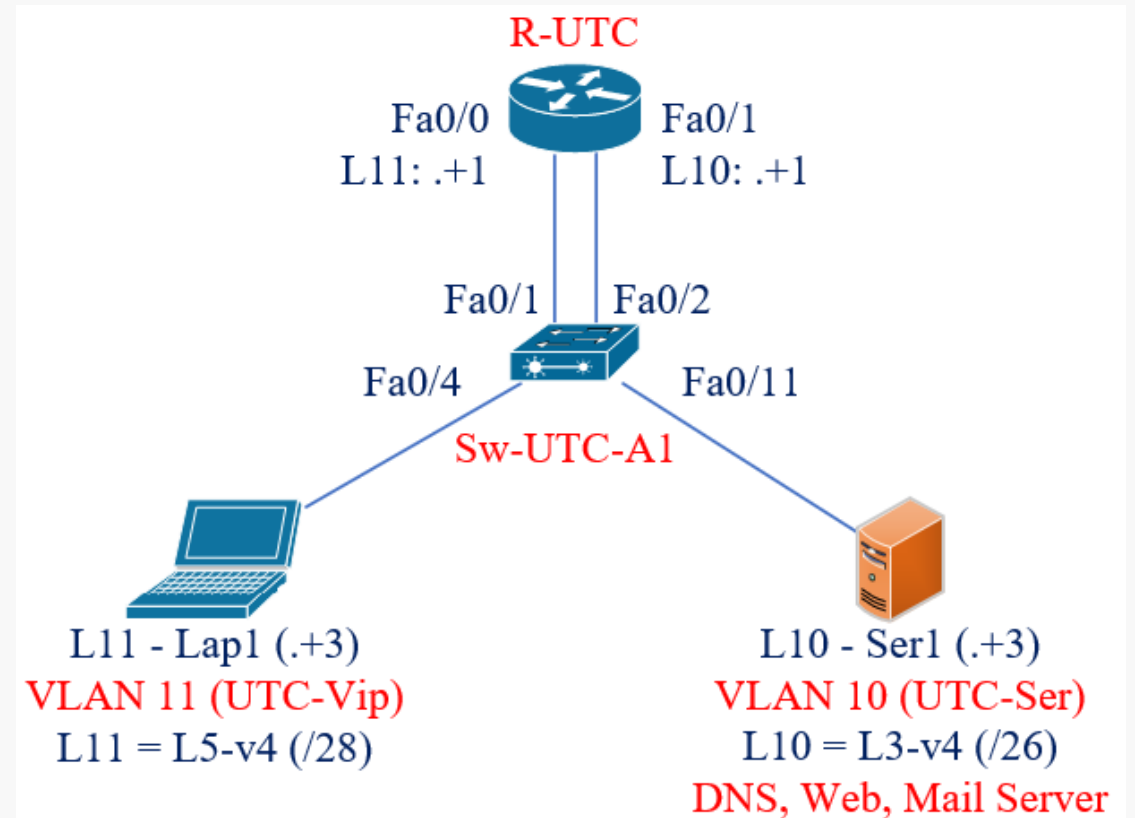 R-UTC
Fa0/0
Fa0/1
L11: .+1
L10: .+1
Fa0/1
Fa0/2
Fa0/4
Fa0/11
Sw-UTC-A1
L11 - Lap1 (.+3)
VLAN 11 (UTC-Vip)
L11 = L5-v4 (/28)
L10 - Ser1 (.+3)
VLAN 10 (UTC-Ser)
L10 = L3-v4 (/26)
DNS, Web, Mail Server